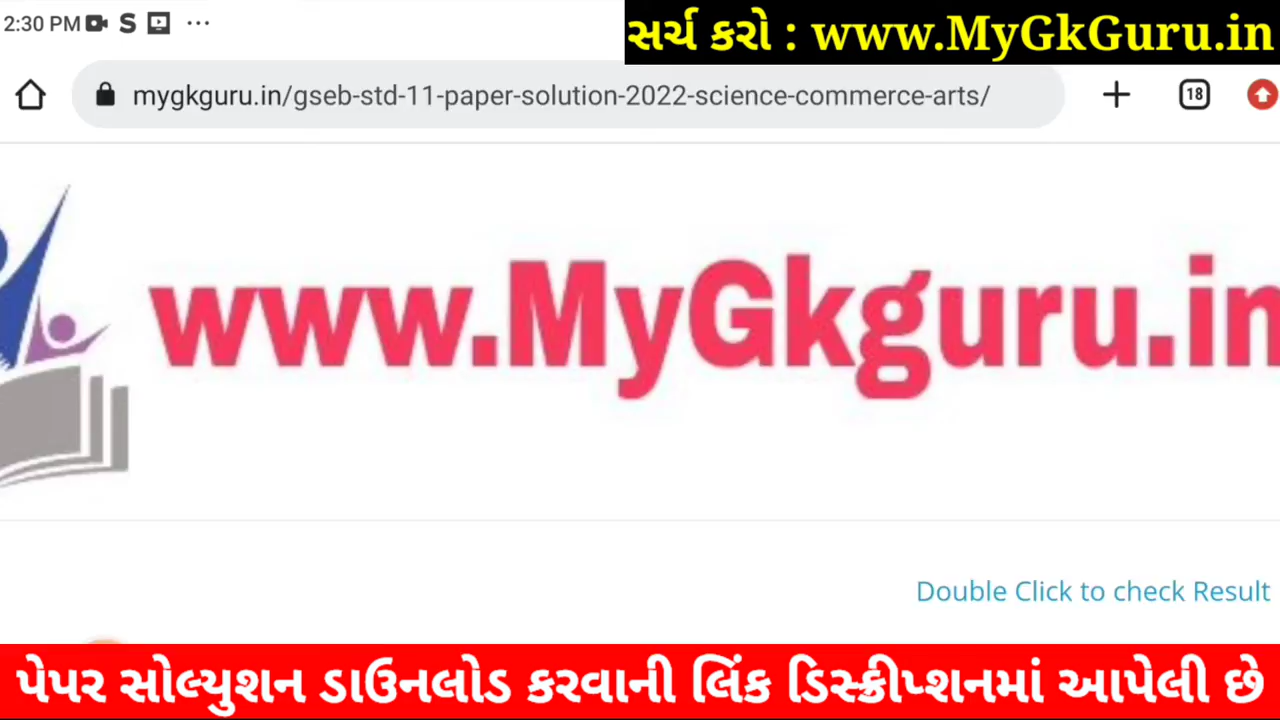 2:30 PM
સર્ચ કરો : www.MyGkGuru.in
mygkguru.in/gseb-std-11-paper-solution-2022-science-commerce-arts/
18
www.MyGkguru.in
Double Click to check Result
પેપર સોલ્યુશન ડાઉનલોડ કરવાની લિંક ડિસ્ક્રીપ્શનમાં આપેલી છે